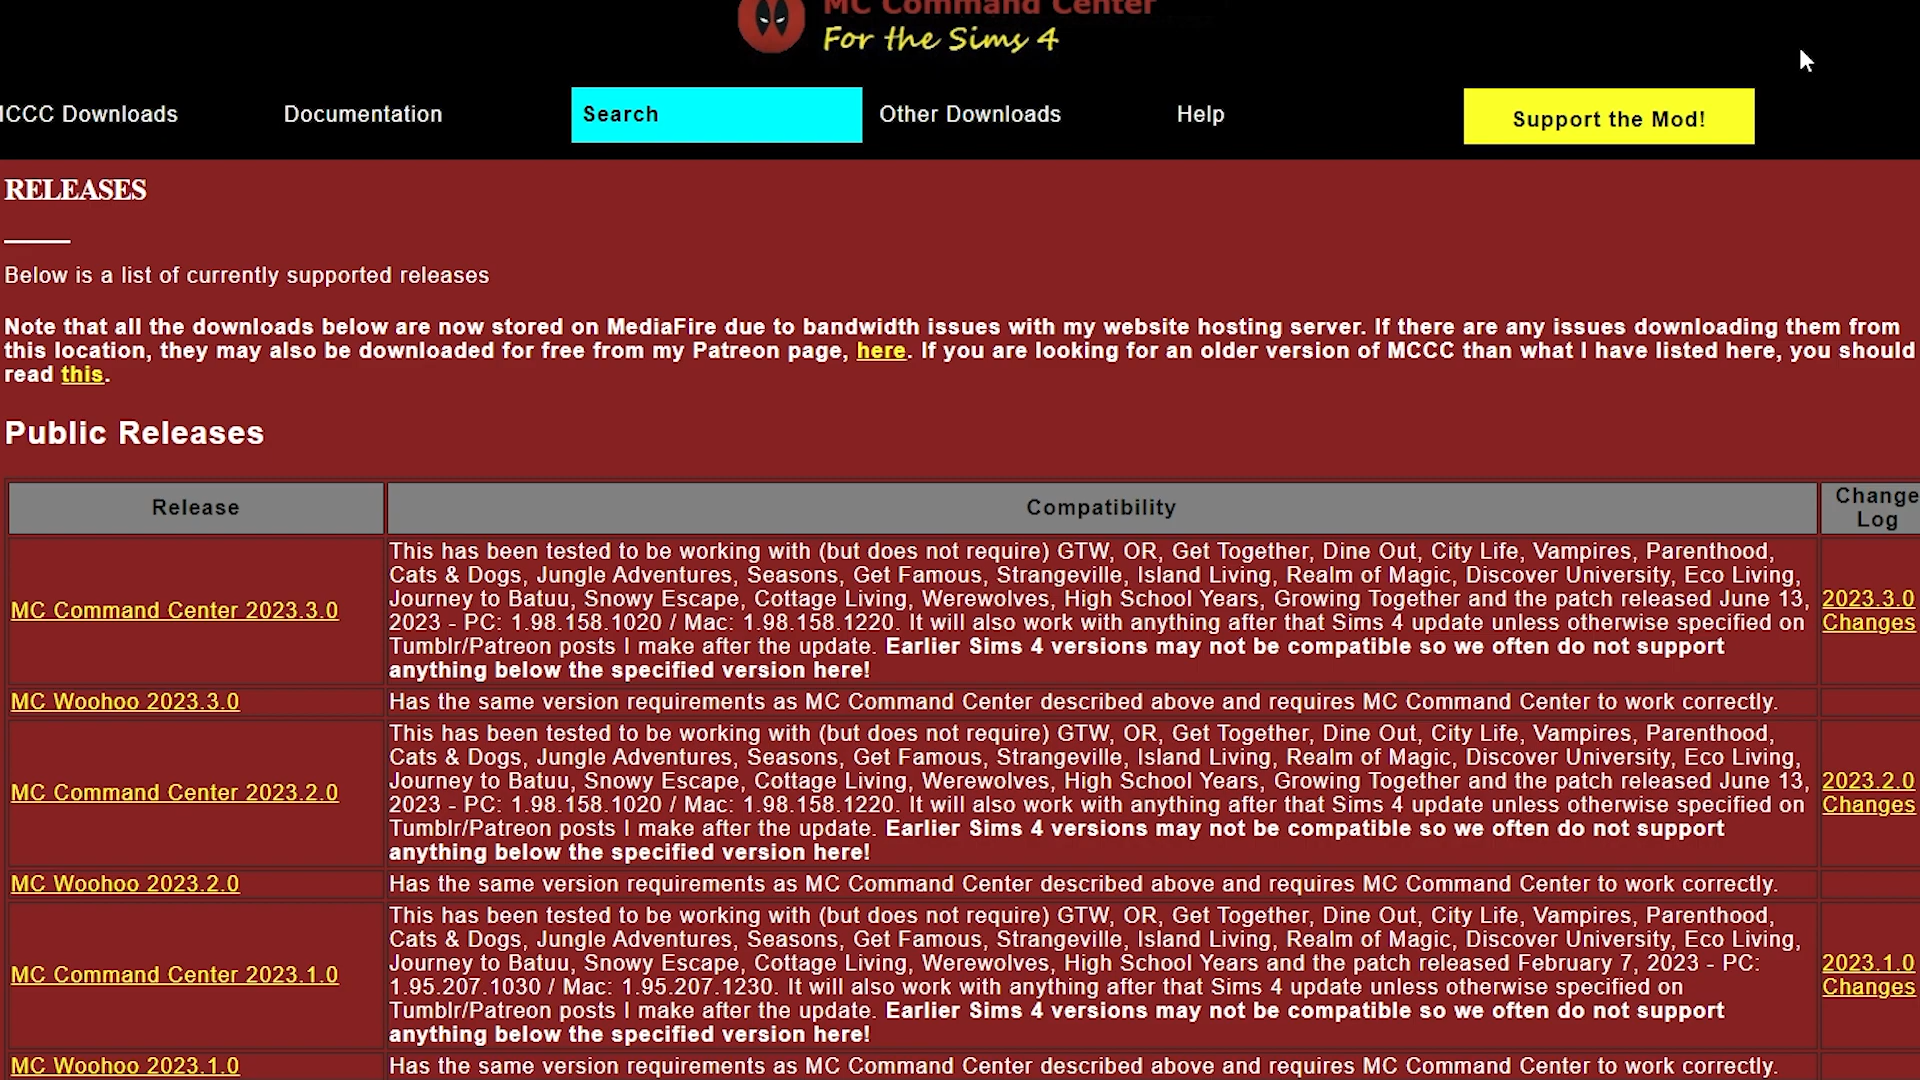 MC Command Center
For the Sims 4
MCCC Downloads
Documentation
Search
Other Downloads
Help
Support the Mod!
RELEASES
Below is a list of currently supported releases
Note that all the downloads below are now stored on MediaFire due to bandwidth issues with my website hosting server. If there are any issues downloading them from
this location, they may also be downloaded for free from my Patreon page, here. If you are looking for an older version of MCCC than what I have listed here, you should
read this.
Public Releases
Release
Compatibility
Change
Log
MC Command Center 2023.3.0
This has been tested to be working with (but does not require) GTW, OR, Get Together, Dine Out, City Life, Vampires, Parenthood,
Cats & Dogs, Jungle Adventures, Seasons, Get Famous, Strangeville, Island Living, Realm of Magic, Discover University, Eco Living,
Journey to Batuu, Snowy Escape, Cottage Living, Werewolves, High School Years, Growing Together and the patch released June 13,
2023 - PC: 1.98.158.1020 / Mac: 1.98.158.1220. It will also work with anything after that Sims 4 update unless otherwise specified on
Tumblr/Patreon posts I make after the update. Earlier Sims 4 versions may not be compatible so we often do not support
anything below the specified version here!
2023.3.0
Changes
MC Woohoo 2023.3.0
Has the same version requirements as MC Command Center described above and requires MC Command Center to work correctly.
MC Command Center 2023.2.0
This has been tested to be working with (but does not require) GTW, OR, Get Together, Dine Out, City Life, Vampires, Parenthood,
Cats & Dogs, Jungle Adventures, Seasons, Get Famous, Strangeville, Island Living, Realm of Magic, Discover University, Eco Living,
Journey to Batuu, Snowy Escape, Cottage Living, Werewolves, High School Years, Growing Together and the patch released June 13,
2023 - PC: 1.98.158.1020 / Mac: 1.98.158.1220. It will also work with anything after that Sims 4 update unless otherwise specified on
Tumblr/Patreon posts I make after the update. Earlier Sims 4 versions may not be compatible so we often do not support
anything below the specified version here!
2023.2.0
Changes
MC Woohoo 2023.2.0
Has the same version requirements as MC Command Center described above and requires MC Command Center to work correctly.
MC Command Center 2023.1.0
This has been tested to be working with (but does not require) GTW, OR, Get Together, Dine Out, City Life, Vampires, Parenthood,
Cats & Dogs, Jungle Adventures, Seasons, Get Famous, Strangeville, Island Living, Realm of Magic, Discover University, Eco Living,
Journey to Batuu, Snowy Escape, Cottage Living, Werewolves, High School Years and the patch released February 7, 2023 - PC:
1.95.207.1030 / Mac: 1.95.207.1230. It will also work with anything after that Sims 4 update unless otherwise specified on
Tumblr/Patreon posts I make after the update. Earlier Sims 4 versions may not be compatible so we often do not support
anything below the specified version here!
2023.1.0
Changes
MC Woohoo 2023.1.0
Has the same version requirements as MC Command Center described above and requires MC Command Center to work correctly.